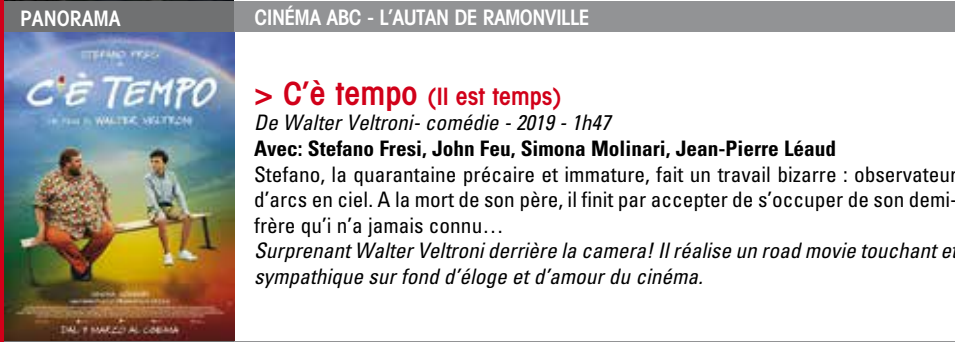 PANORAMA
CINÉMA ABC - L'AUTAN DE RAMONVILLE
STEFANO FRESI
C'È TEMPO
UN FILM DI WALTER VELTRONI
DAL 7 MARZO AL CINEMA
> C'è tempo (Il est temps)
De Walter Veltroni- comédie - 2019 - 1h47
Avec: Stefano Fresi, John Feu, Simona Molinari, Jean-Pierre Léaud
Stefano, la quarantaine précaire et immature, fait un travail bizarre : observateur
d'arcs en ciel. A la mort de son père, il finit par accepter de s'occuper de son demi-
frère qu'i n'a jamais connu…
Surprenant Walter Veltroni derrière la camera! Il réalise un road movie touchant et
sympathique sur fond d'éloge et d'amour du cinéma.